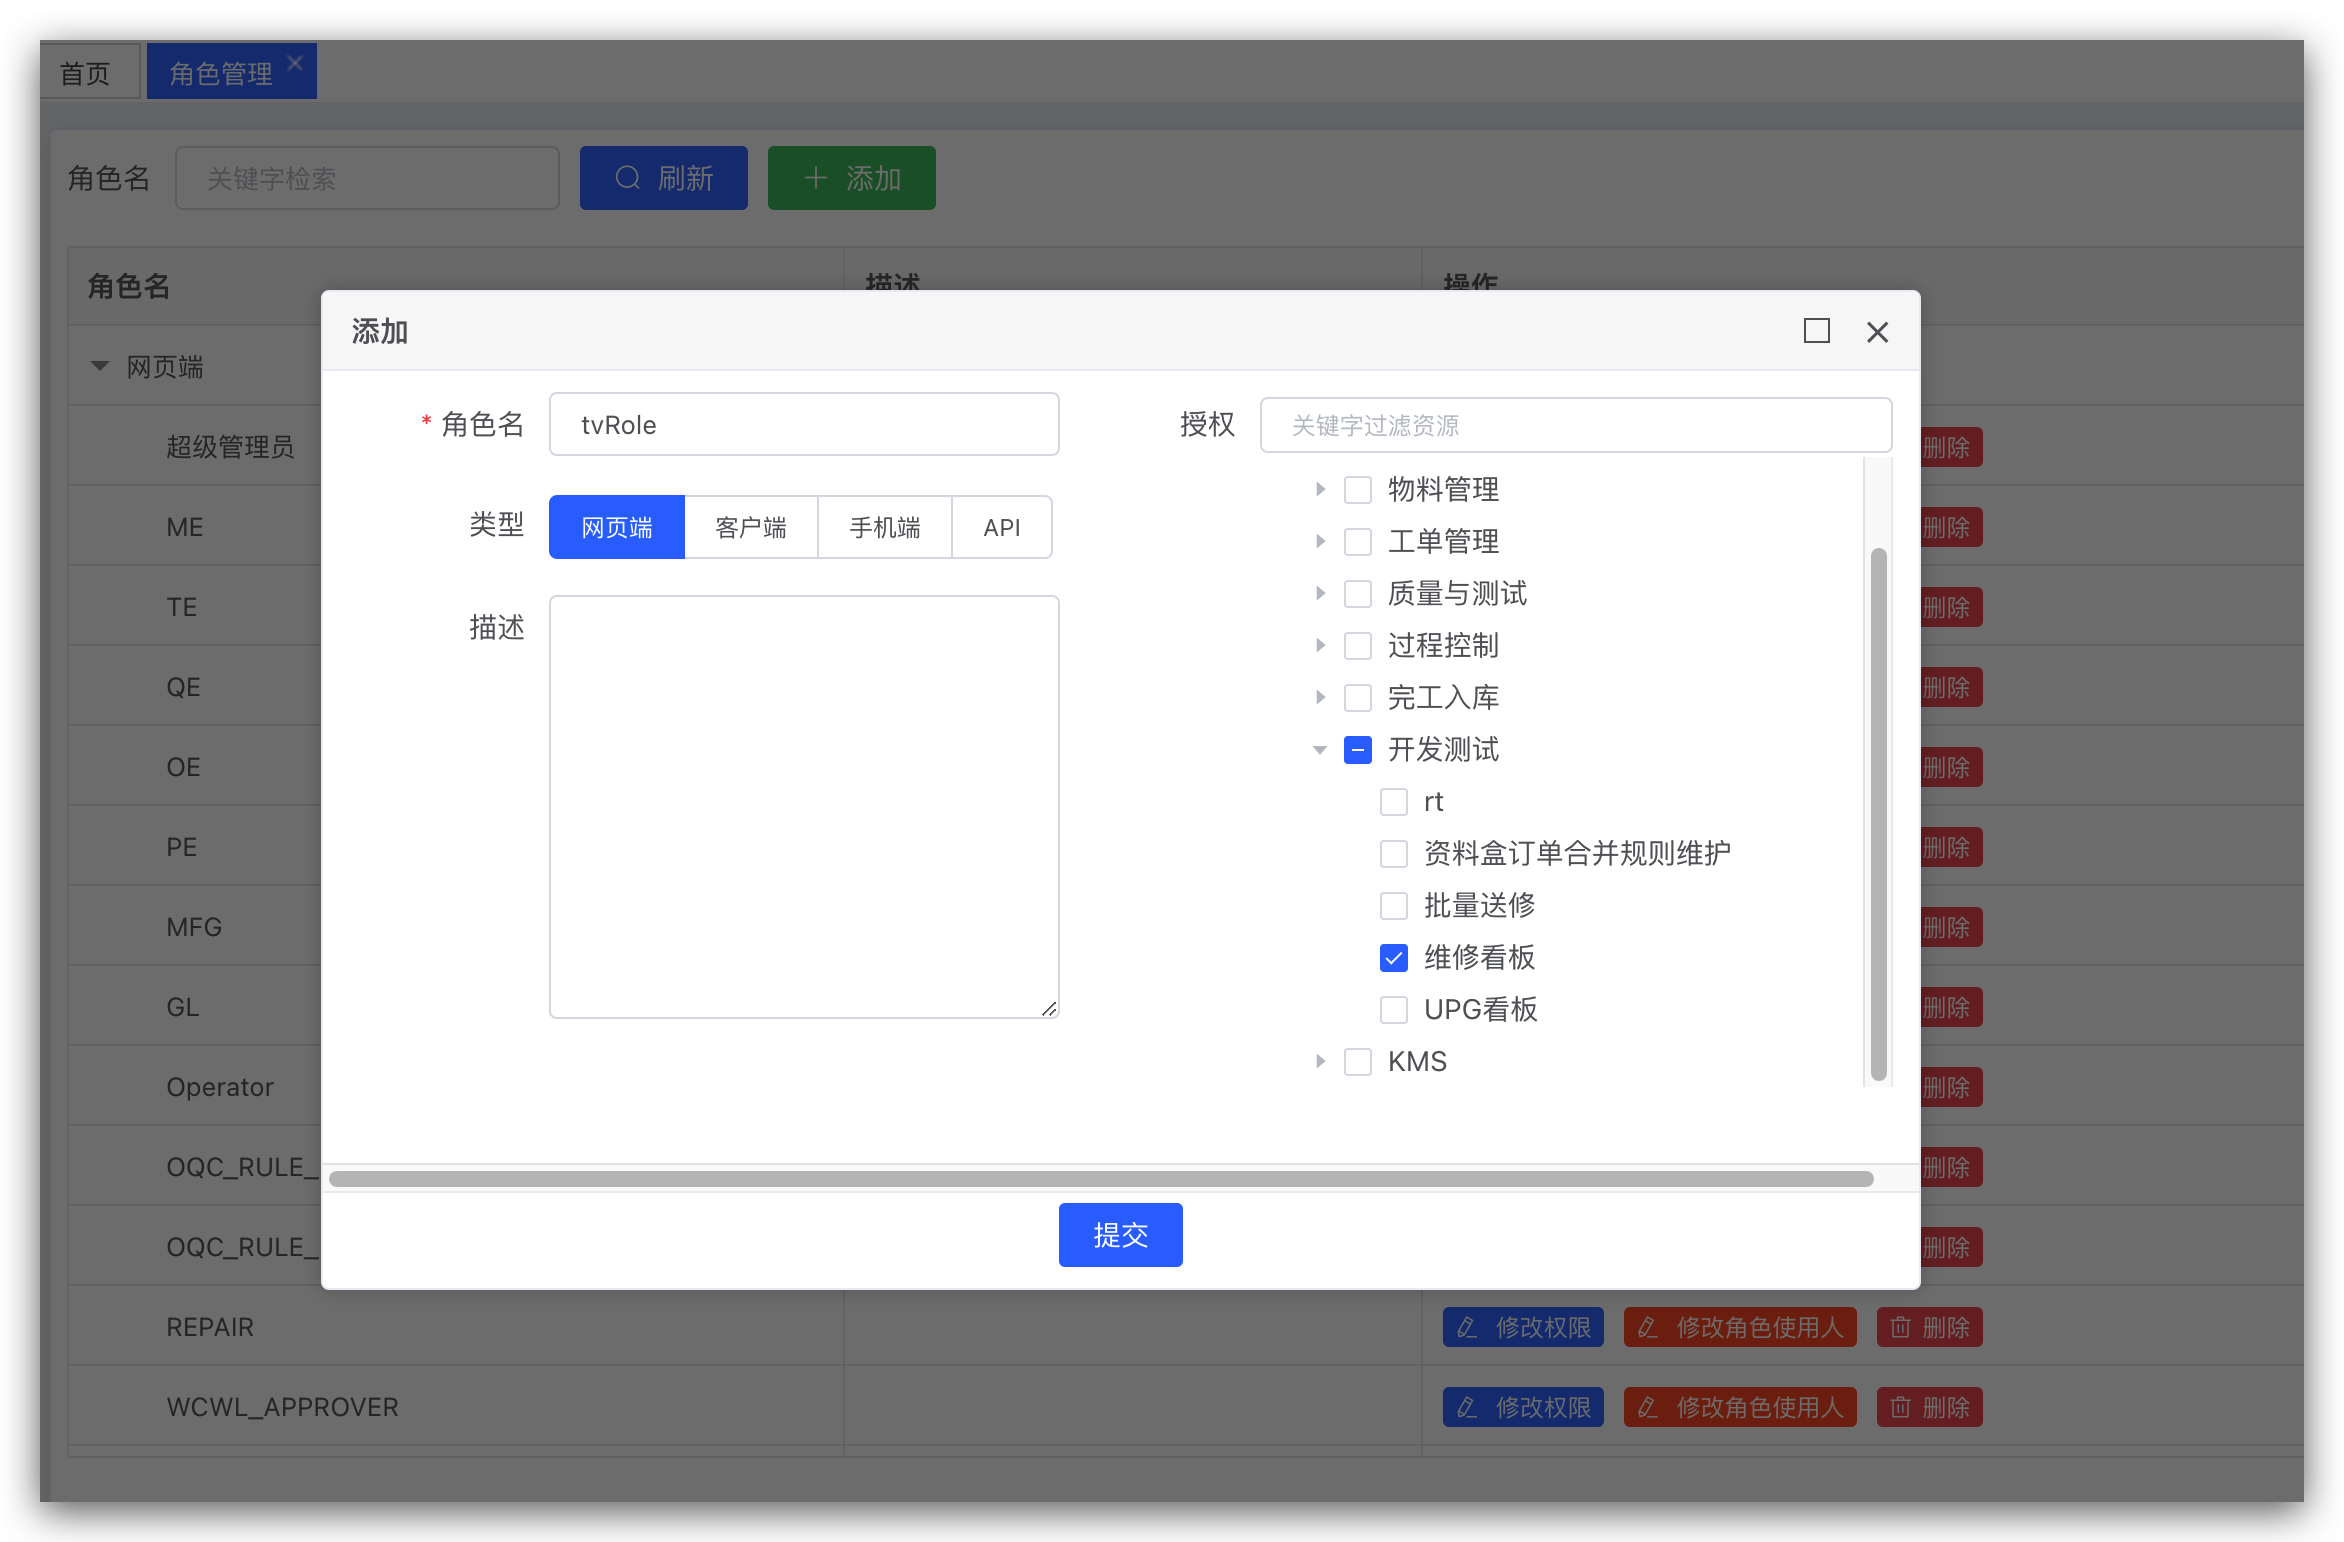 首页 角色管理
角色名 关键字检索 刷新 添加
角色名 描述 操作
添加
网页端
* 角色名 tvRole 授权 关键字过滤资源
超级管理员 删除
物料管理
类型 网页端 客户端 手机端 API
ME 删除
工单管理
质量与测试
TE 删除
描述
过程控制
QE 删除
完工入库
开发测试
OE 删除
rt
PE 资料盒订单合并规则维护 删除
批量送修
MFG 删除
维修看板
GL UPG看板 删除
KMS
Operator 删除
OQC_RULE_ 删除
提交
OQC_RULE_ 删除
REPAIR 修改权限 修改角色使用人 删除
WCWL_APPROVER 修改权限 修改角色使用人 删除